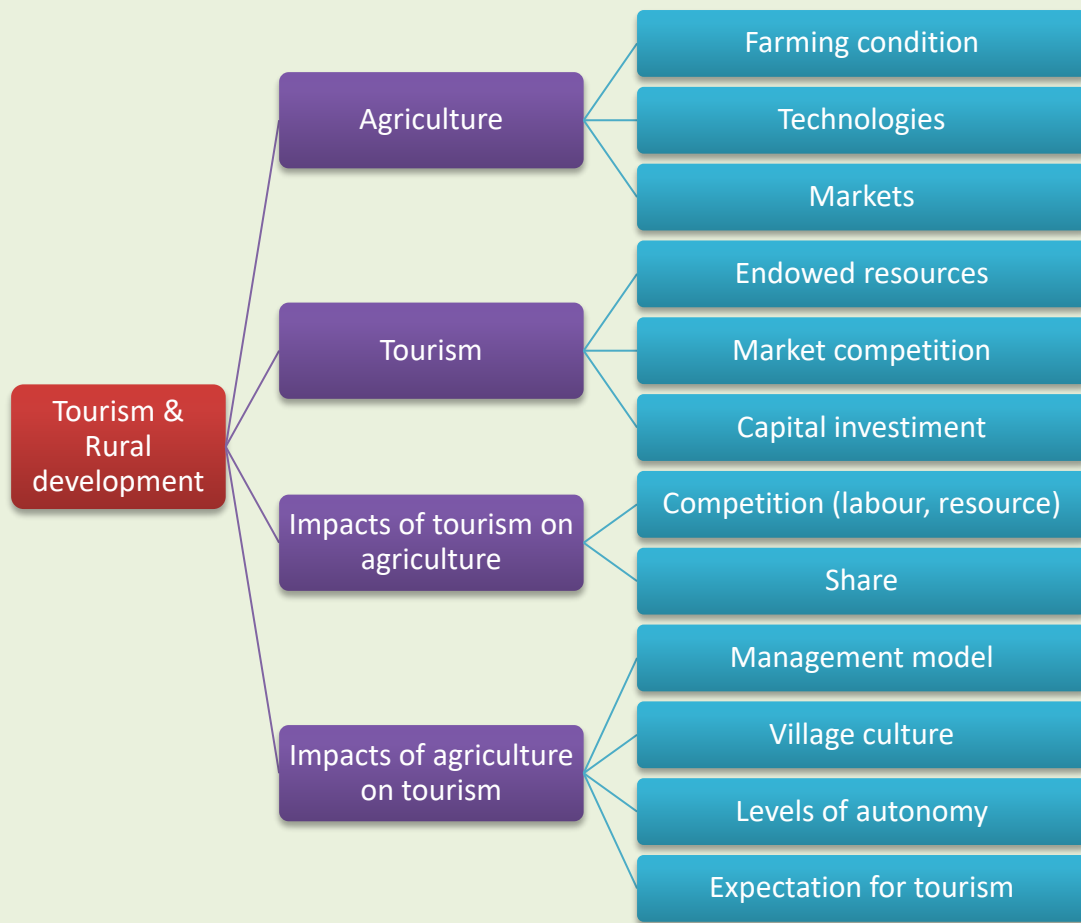 Tourism &
Rural
development
Agriculture
Farming condition
Technologies
Markets
Tourism
Endowed resources
Market competition
Capital investiment
Impacts of tourism on
agriculture
Competition (labour, resource)
Share
Impacts of agriculture
on tourism
Management model
Village culture
Levels of autonomy
Expectation for tourism